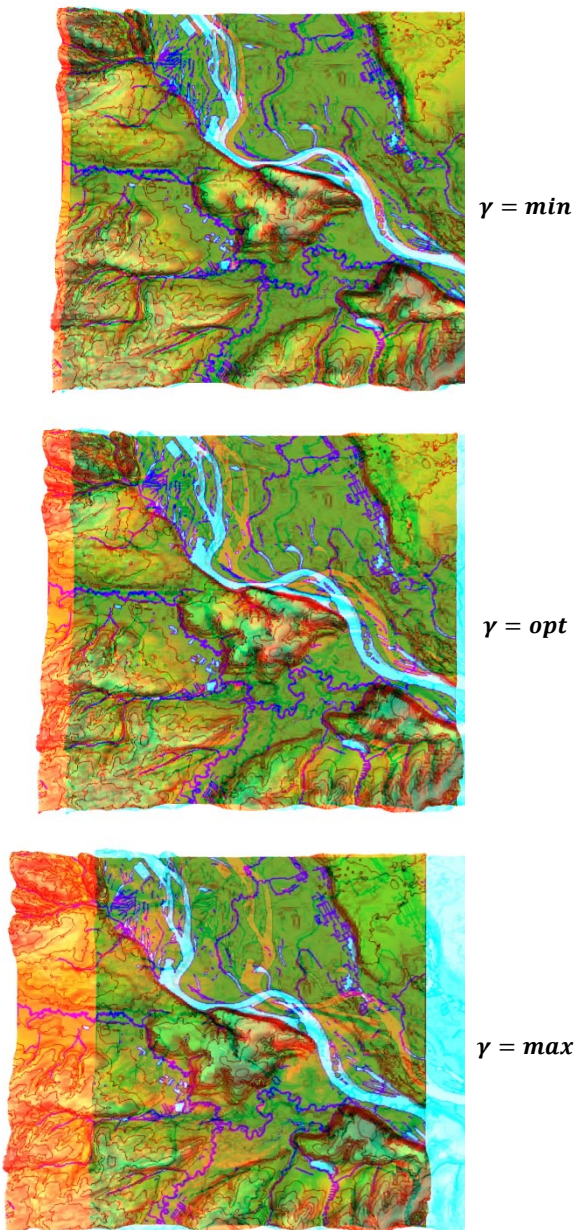 γ = min
γ = opt
γ = max